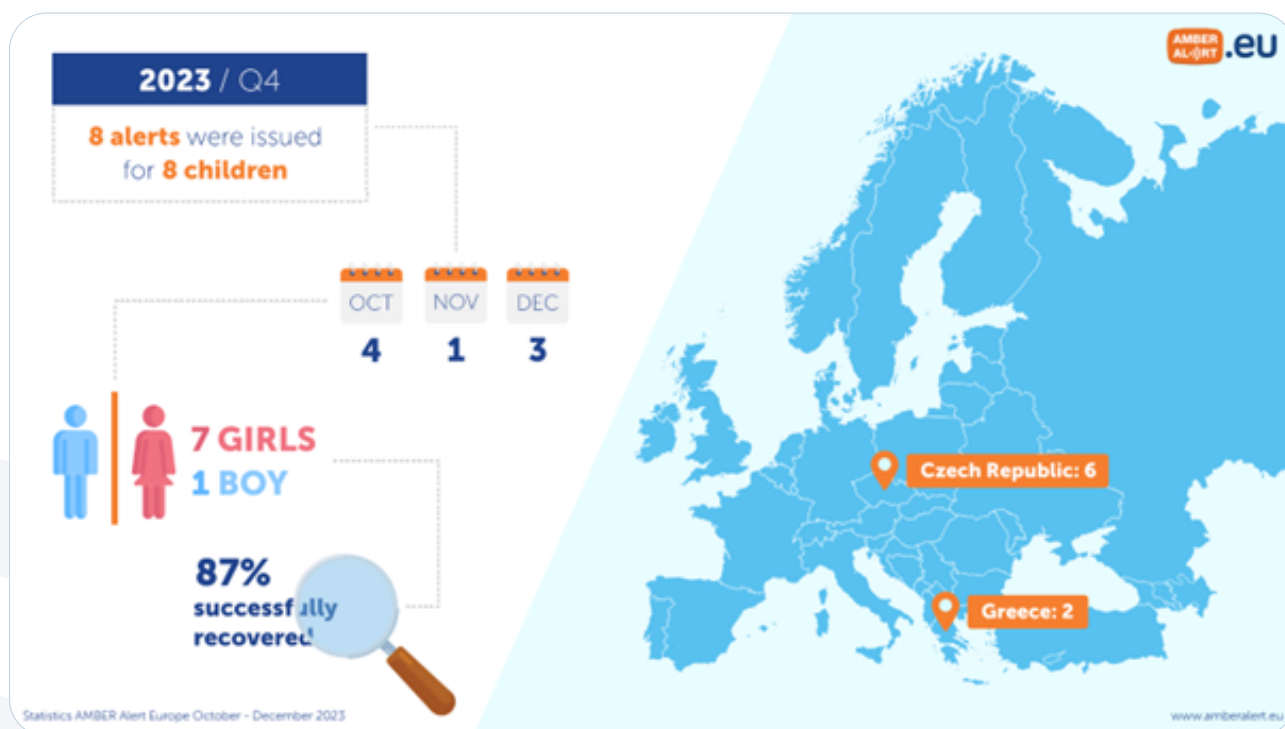 2023 / Q4
8 alerts were issued
for 8 children
OCT
NOV
DEC
4
1
3
7 GIRLS
1 BOY
87%
successfully
recovered
Statistics AMBER Alert Europe October - December 2023
AMBER
AL·))RT
.eu
Czech Republic: 6
Greece: 2
www.amberalert.eu